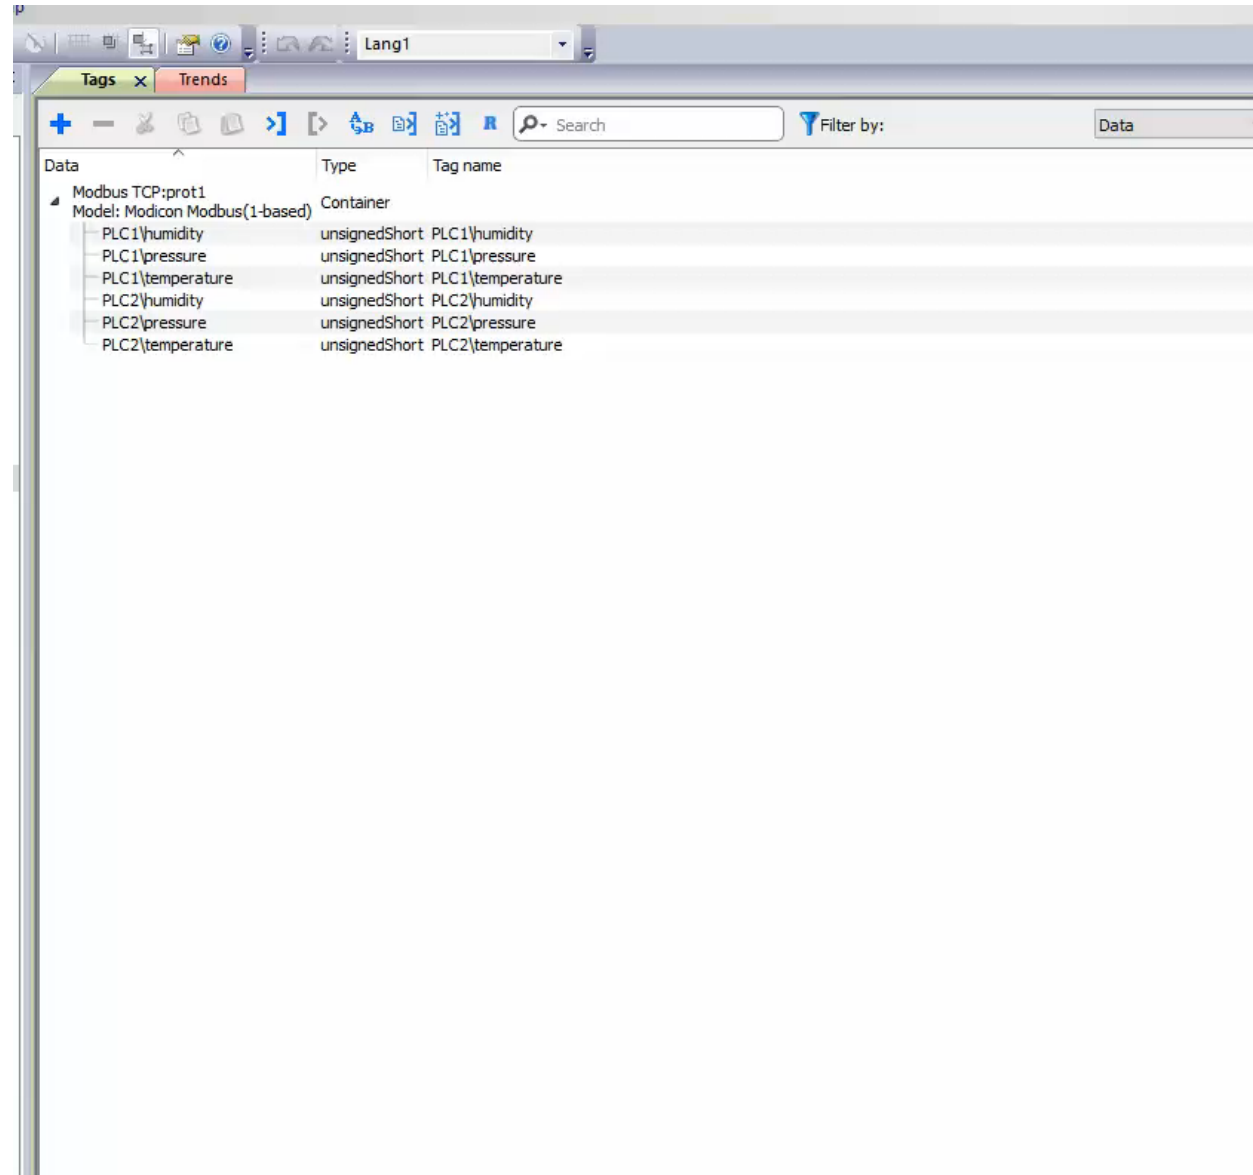 p
Lang1
Tags
Trends
R
Search
Filter by:
Data
Data Type Tag name
Modbus TCP:prot1
Model: Modicon Modbus(1-based) Container
PLC1\humidity unsignedShort PLC1\humidity
PLC1\pressure unsignedShort PLC1\pressure
PLC1\temperature unsignedShort PLC1\temperature
PLC2\humidity unsignedShort PLC2\humidity
PLC2\pressure unsignedShort PLC2\pressure
PLC2\temperature unsignedShort PLC2\temperature